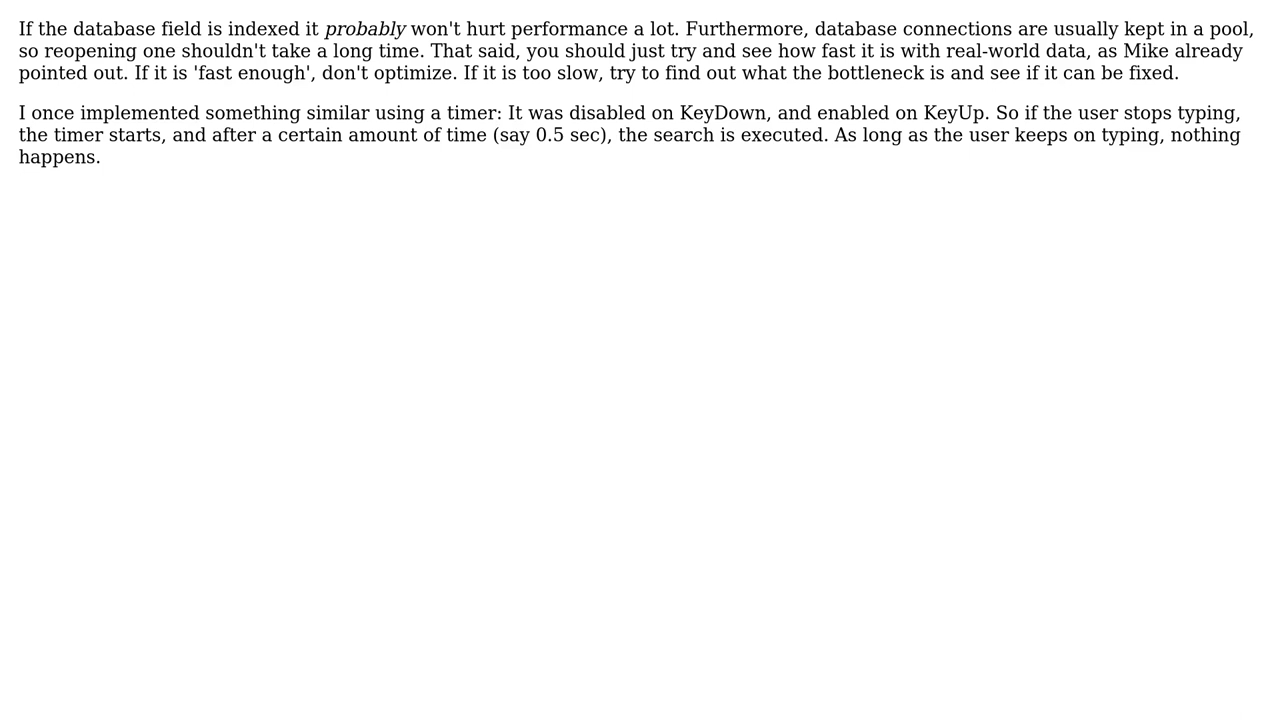 If the database field is indexed it probably won't hurt performance a lot. Furthermore, database connections are usually kept in a pool,
so reopening one shouldn't take a long time. That said, you should just try and see how fast it is with real-world data, as Mike already
pointed out. If it is 'fast enough', don't optimize. If it is too slow, try to find out what the bottleneck is and see if it can be fixed.
I once implemented something similar using a timer: It was disabled on KeyDown, and enabled on KeyUp. So if the user stops typing,
the timer starts, and after a certain amount of time (say 0.5 sec), the search is executed. As long as the user keeps on typing, nothing
happens.